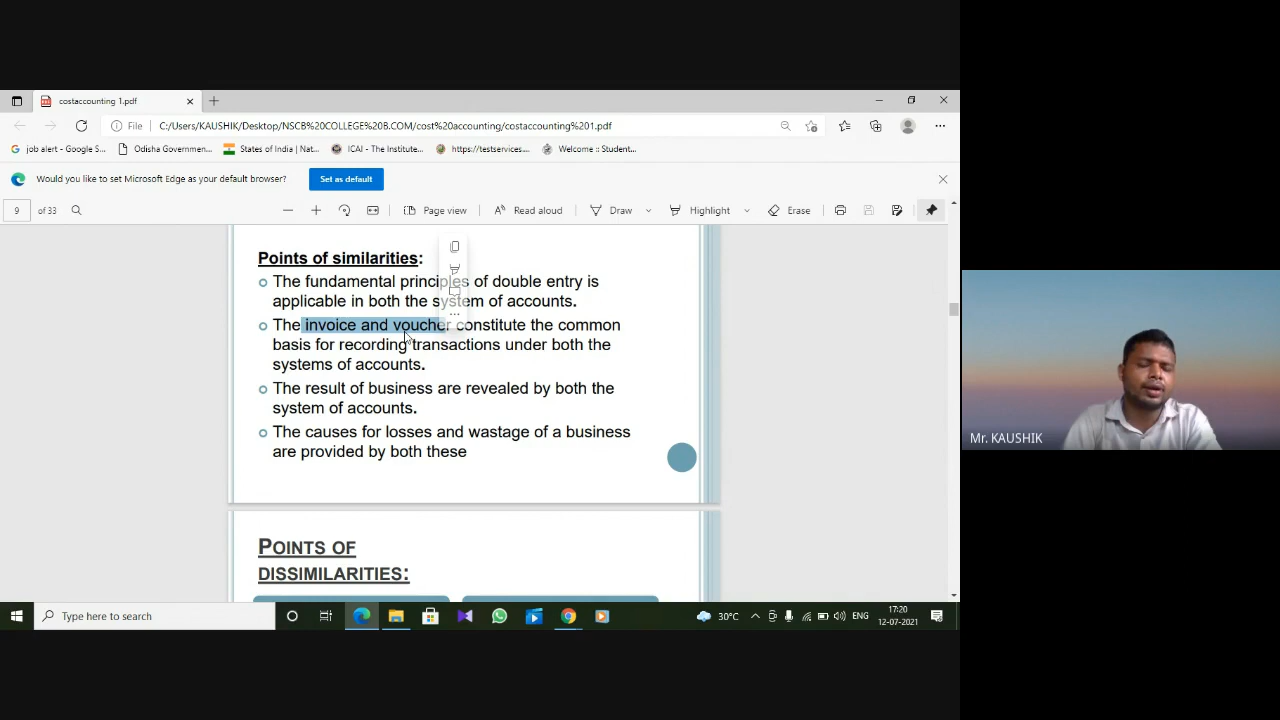 costaccounting 1.pdf
File C:/Users/KAUSHIK/Desktop/NSCB%20COLLEGE%20B.COM/cost%20accounting/costaccounting%201.pdf
job alert - Google S... Odisha Governmen... States of India | Nat... ICAI - The Institute... https://testservices.... Welcome :: Student...
Would you like to set Microsoft Edge as your default browser? Set as default
9 of 33 Page view Read aloud Draw Highlight Erase
Points of similarities:
The fundamental principles of double entry is
applicable in both the system of accounts.
The invoice and voucher constitute the common
basis for recording transactions under both the
systems of accounts.
The result of business are revealed by both the
system of accounts.
The causes for losses and wastage of a business
are provided by both these
Mr. KAUSHIK
POINTS OF
DISSIMILARITIES:
Type here to search 30°C ENG 17:20
12-07-2021